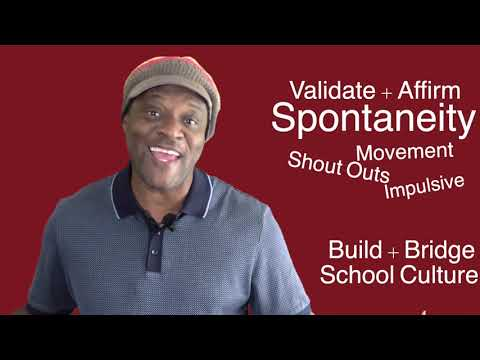 Validate + Affirm
Spontaneity
Movement
Shout Outs
Impulsive
Build + Bridge
School Culture